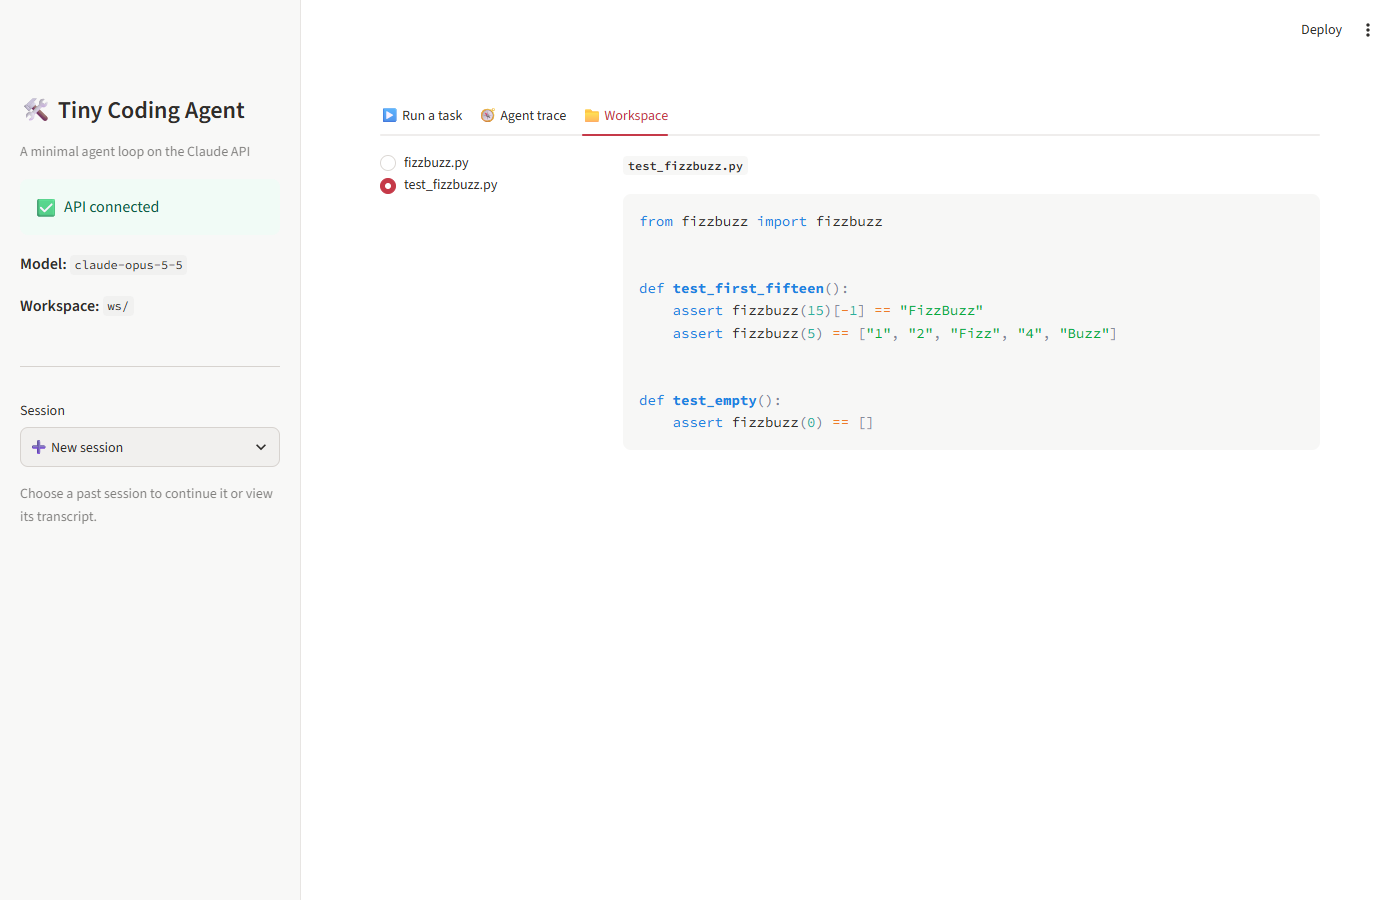 Deploy
Tiny Coding Agent
A minimal agent loop on the Claude API
API connected
Model: claude-opus-5-5
Workspace: ws/
Session
New session
Choose a past session to continue it or view
its transcript.
Run a task
Agent trace
Workspace
fizzbuzz.py
test_fizzbuzz.py
test_fizzbuzz.py
from fizzbuzz import fizzbuzz
def test_first_fifteen():
    assert fizzbuzz(15)[-1] == "FizzBuzz"
    assert fizzbuzz(5) == ["1", "2", "Fizz", "4", "Buzz"]
def test_empty():
    assert fizzbuzz(0) == []